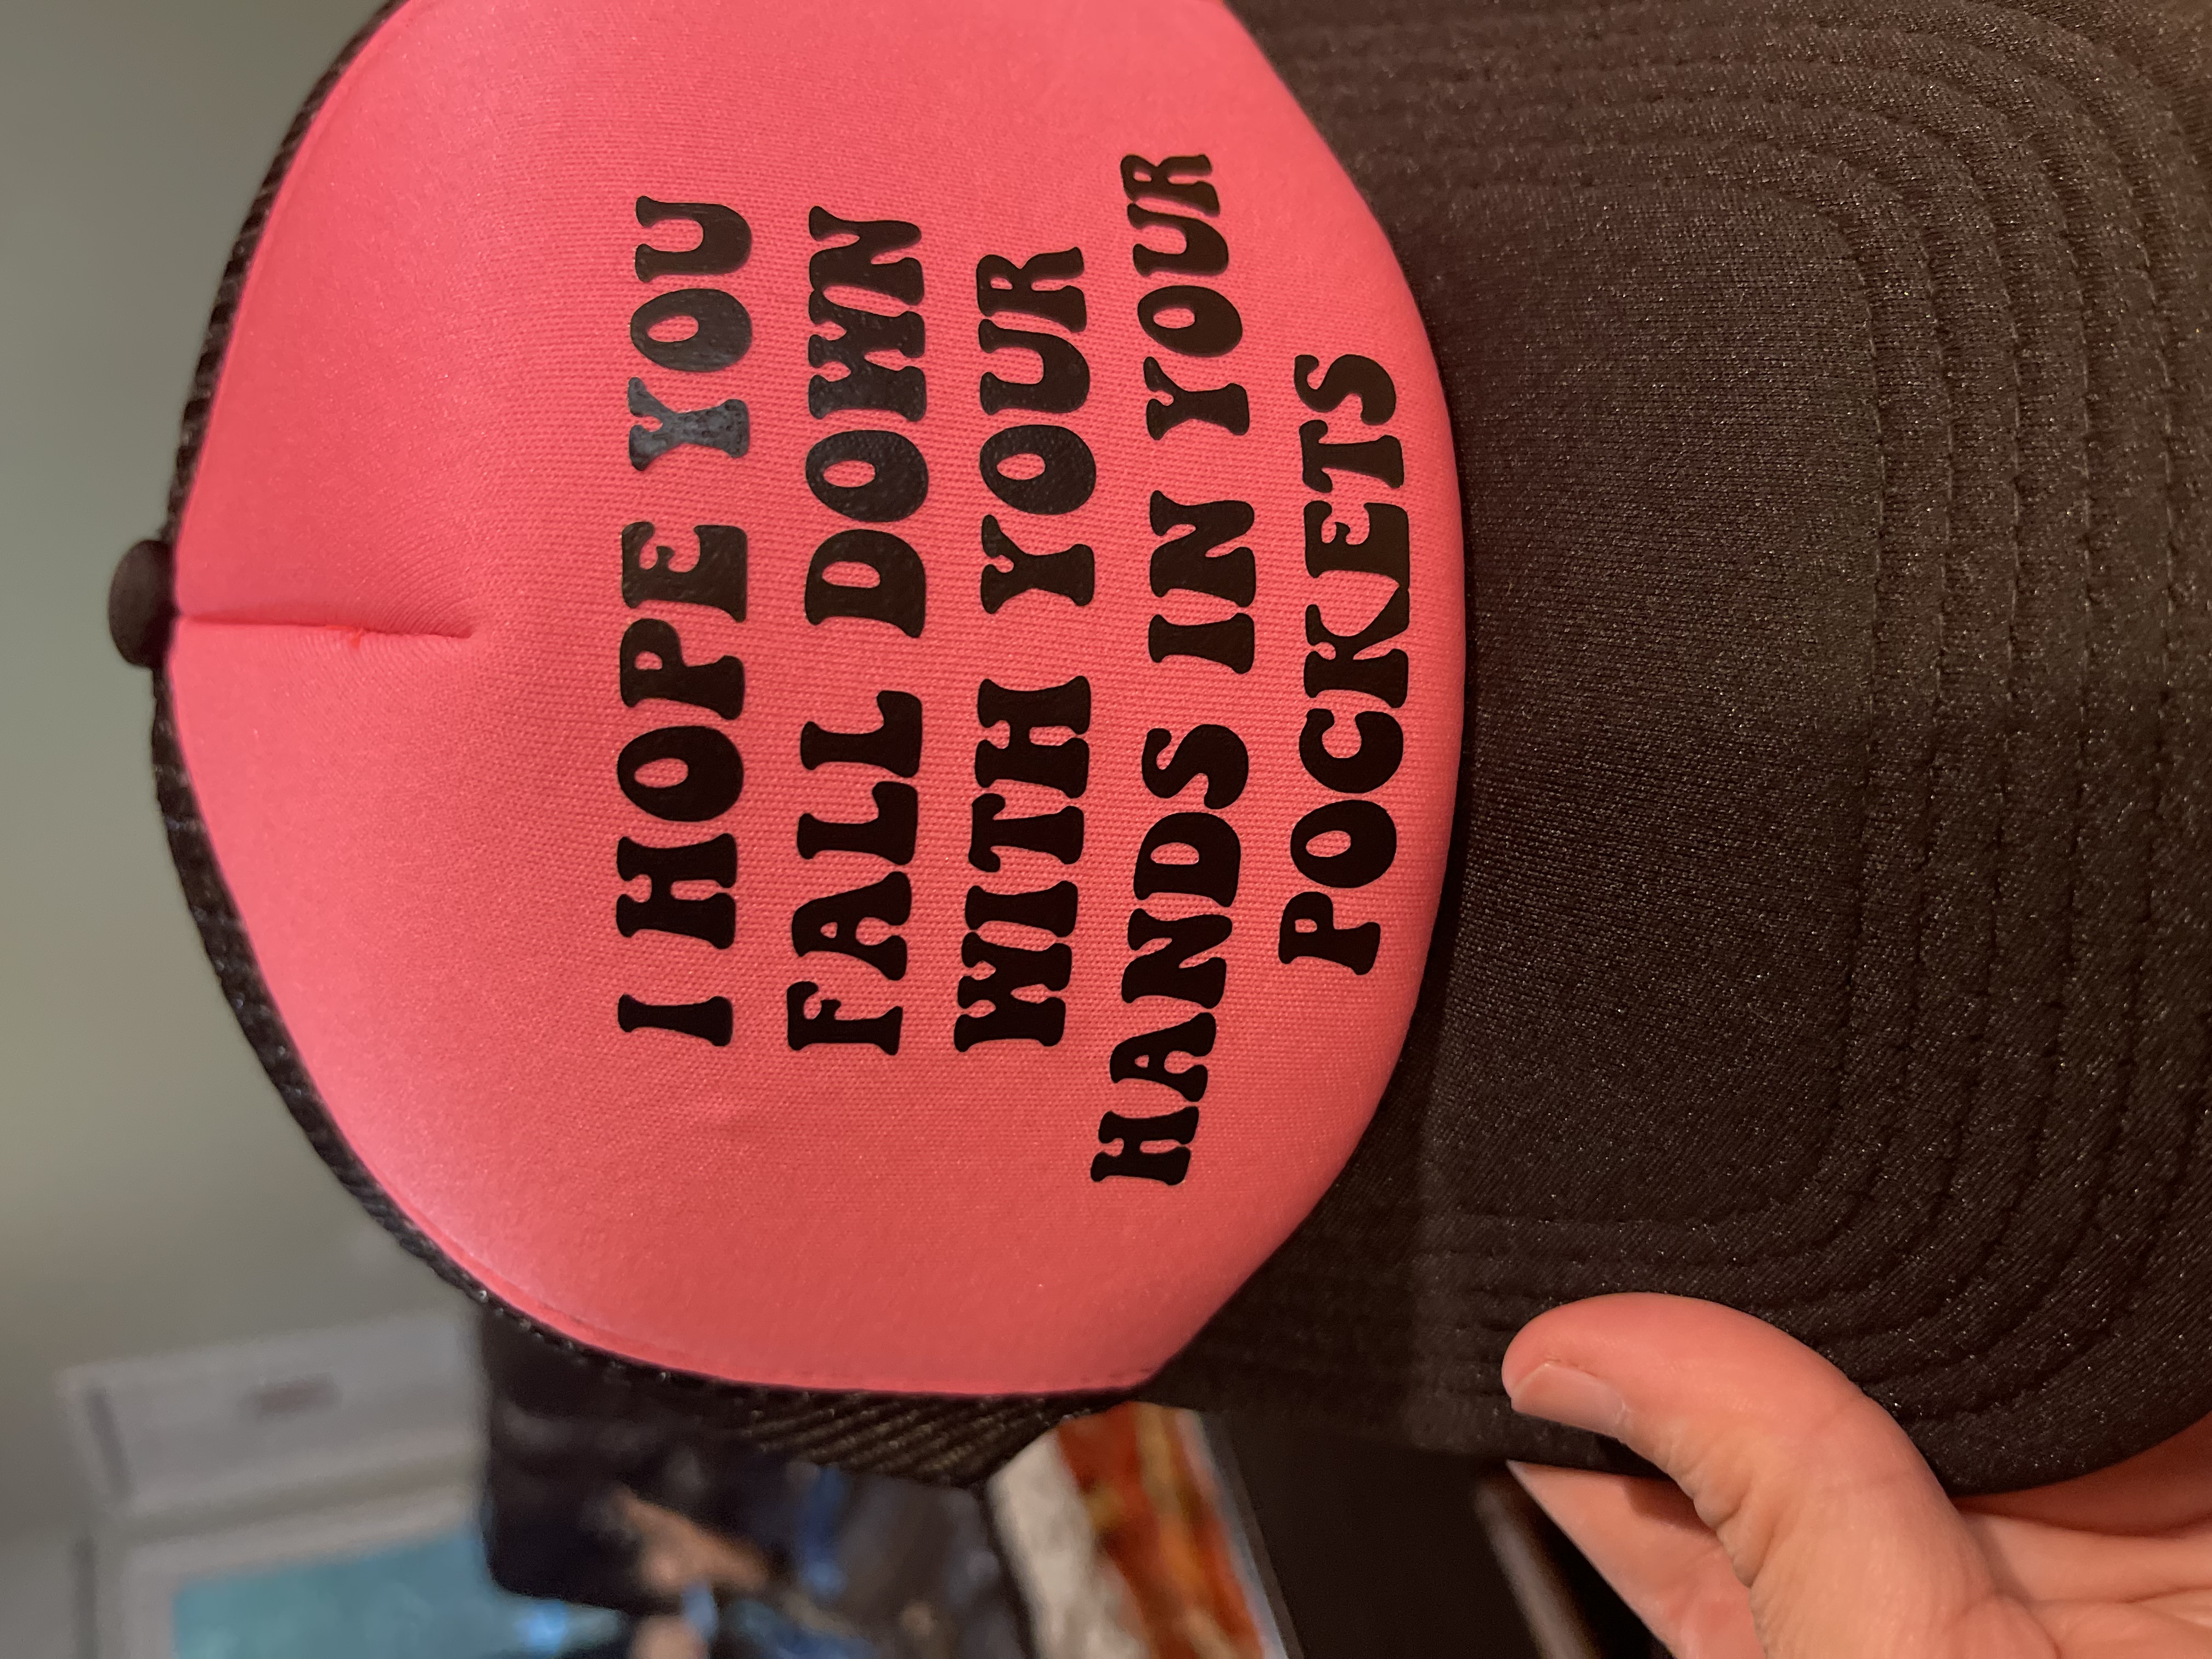 I HOPE YOU
FALL DOWN
WITH YOUR
HANDS IN YOUR
POCKETS